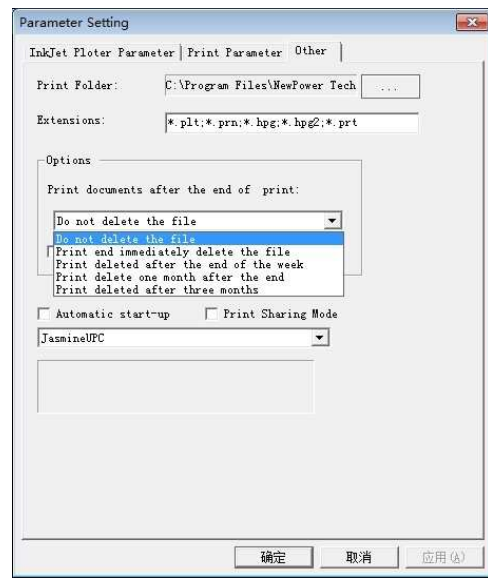 Parameter Setting
InkJet Ploter Parameter Print Parameter Other
Print Folder: C:\Program Files\NewPower Tech ...
Extensions: *.plt;*.prn;*.hpg;*.hpg2;*.prt
Options
Print documents after the end of print:
Do not delete the file
Do not delete the file
Print end immediately delete the file
Print deleted after the end of the week
Print delete one month after the end
Print deleted after three months
Automatic start-up Print Sharing Mode
JasmineUPC
确定 取消 应用(A)